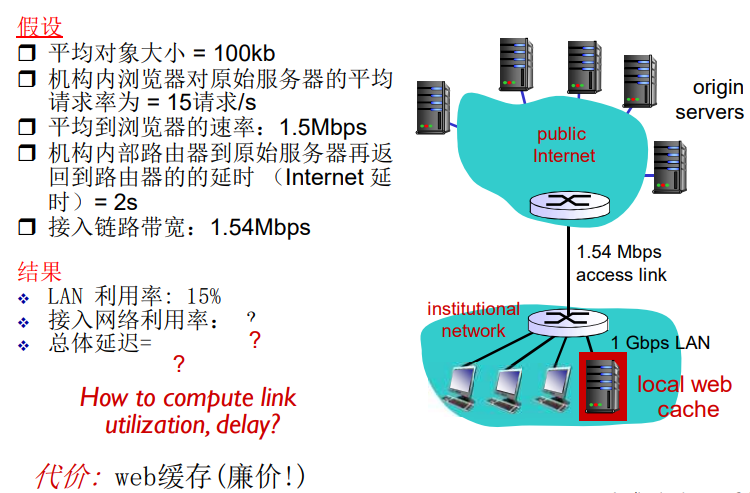 假设
平均对象大小 = 100kb
机构内浏览器对原始服务器的平均
请求率为 = 15请求/s
平均到浏览器的速率：1.5Mbps
机构内部路由器到原始服务器再返
回到路由器的的延时 （Internet 延
时）= 2s
接入链路带宽：1.54Mbps
结果
LAN 利用率: 15%
接入网络利用率： ?
总体延迟= ?
?
How to compute link
utilization, delay?
代价: web缓存(廉价!)
origin
servers
public
Internet
1.54 Mbps
access link
institutional
network
1 Gbps LAN
local web
cache